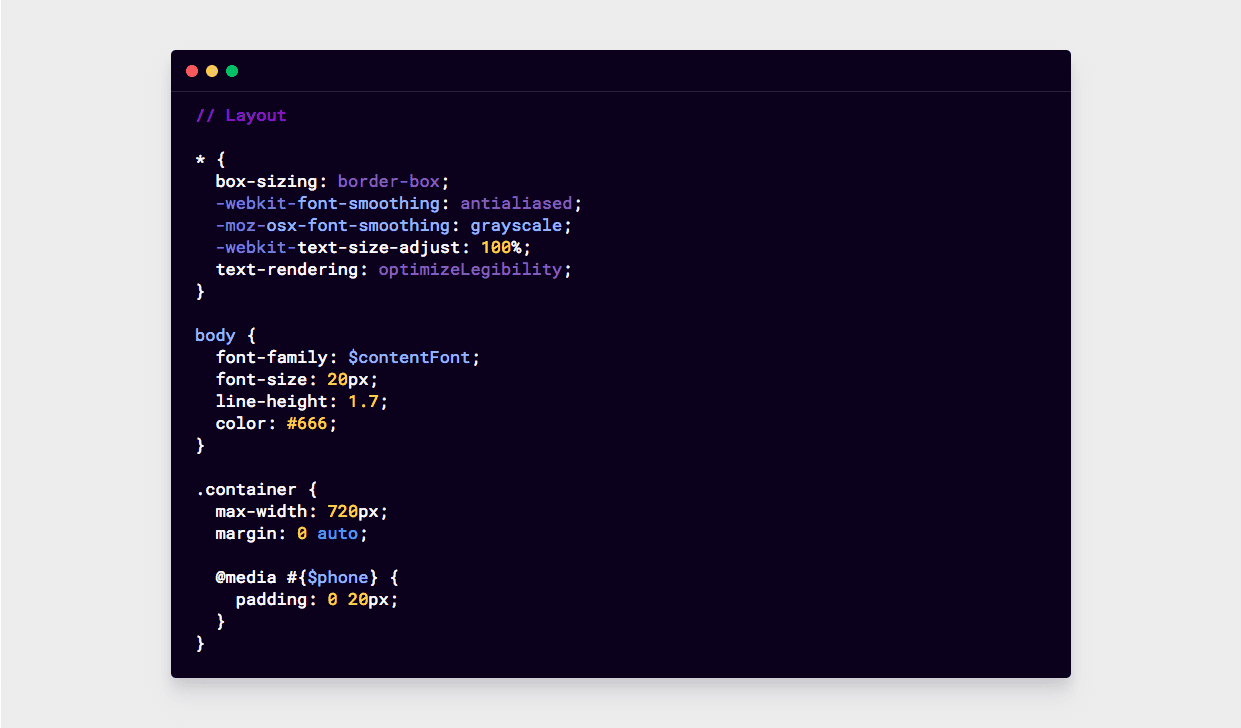 // Layout

* {
  box-sizing: border-box;
  -webkit-font-smoothing: antialiased;
  -moz-osx-font-smoothing: grayscale;
  -webkit-text-size-adjust: 100%;
  text-rendering: optimizeLegibility;
}

body {
  font-family: $contentFont;
  font-size: 20px;
  line-height: 1.7;
  color: #666;
}

.container {
  max-width: 720px;
  margin: 0 auto;

  @media #{$phone} {
    padding: 0 20px;
  }
}